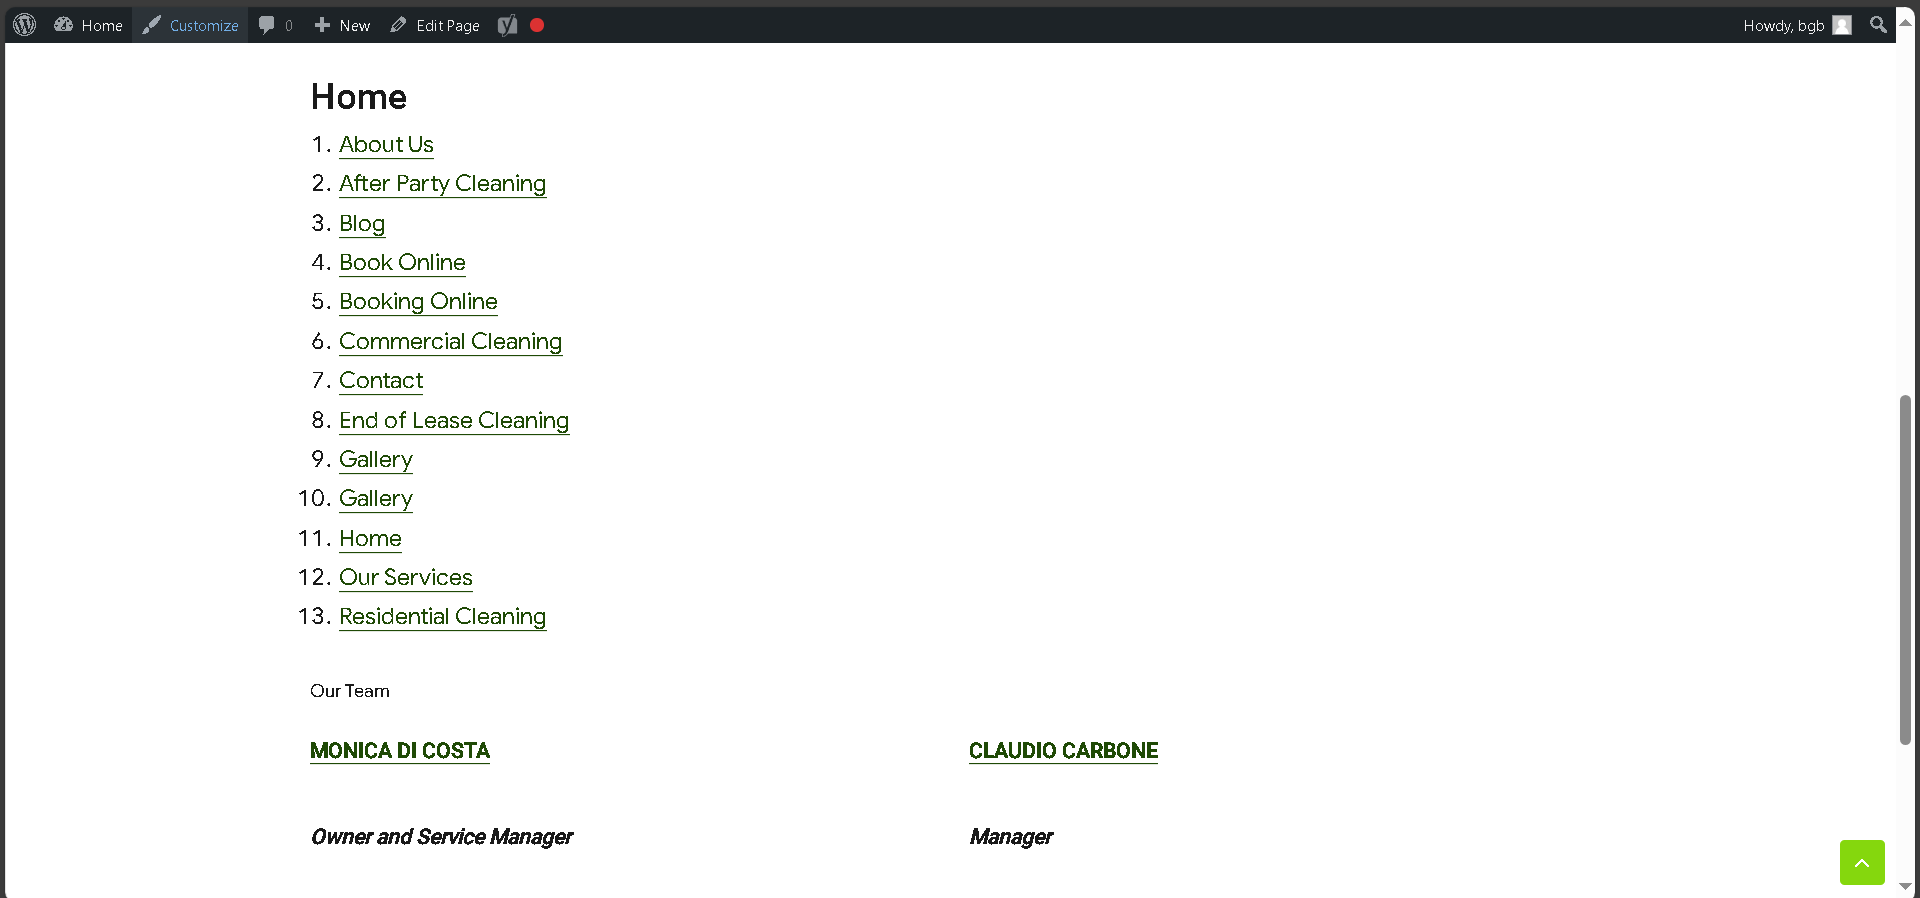 Home Customize 0 New Edit Page Howdy, bgb
Home
1. About Us
2. After Party Cleaning
3. Blog
4. Book Online
5. Booking Online
6. Commercial Cleaning
7. Contact
8. End of Lease Cleaning
9. Gallery
10. Gallery
11. Home
12. Our Services
13. Residential Cleaning
Our Team
MONICA DI COSTA CLAUDIO CARBONE
Owner and Service Manager Manager